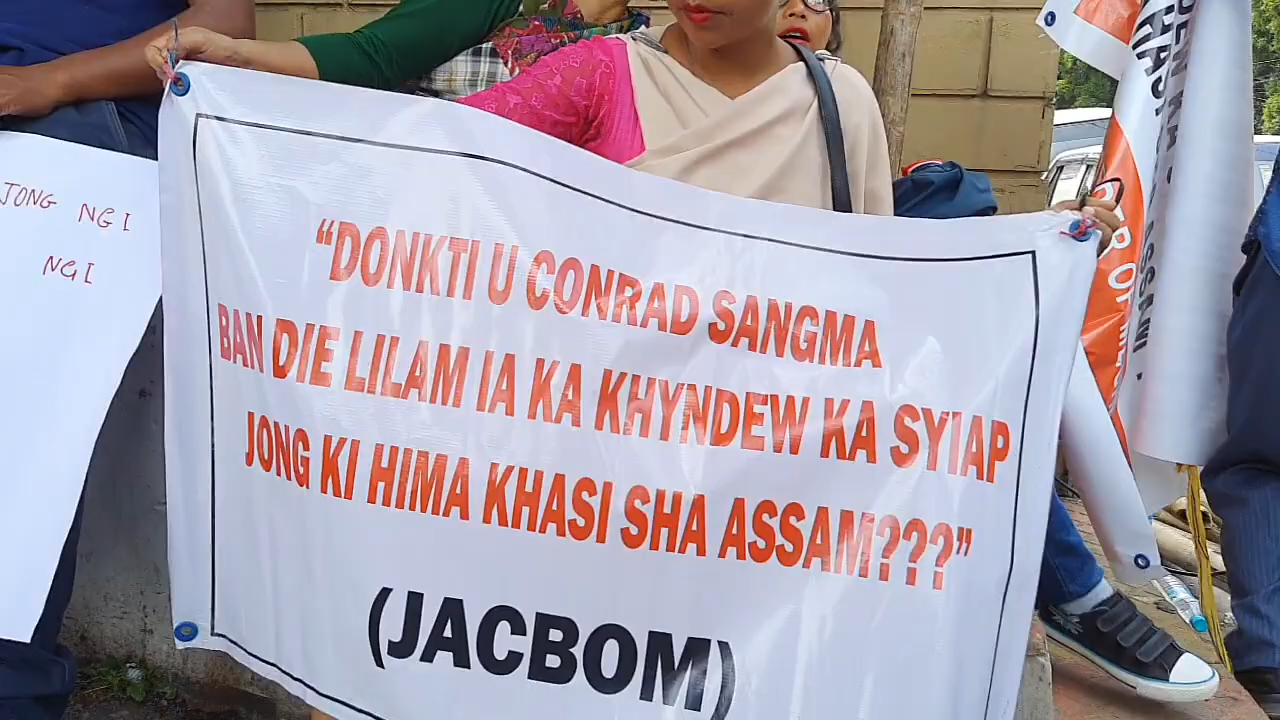 JONG NGI
NGI
"DONKTI U CONRAD SANGMA
BAN DIE LILAM IA KA KHYNDEW KA SYIAP
JONG KI HIMA KHASI SHA ASSAM???"
(JACBOM)